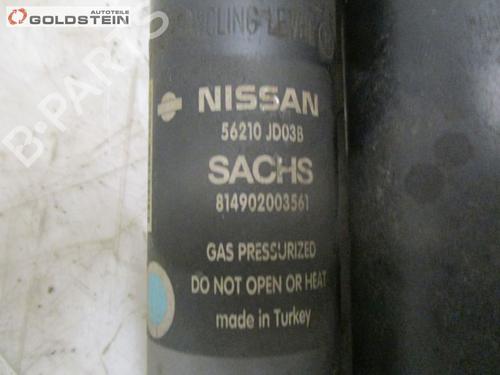 AUTOTEILE
GOLDSTEIN
B-PARTS
NISSAN
56210 JD03B
SACHS
814902003561
GAS PRESSURIZED
DO NOT OPEN OR HEAT
made in Turkey